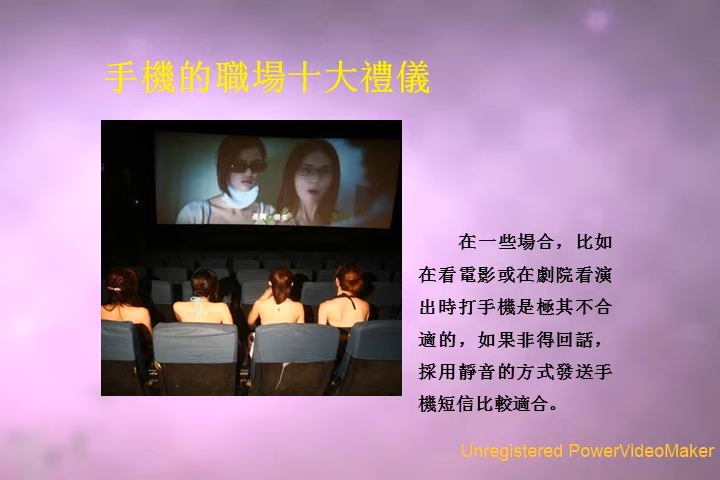 手機的職場十大禮儀
在一些場合，比如
在看電影或在劇院看演
出時打手機是極其不合
適的，如果非得回話，
採用靜音的方式發送手
機短信比較適合。
Unregistered PowerVideoMaker